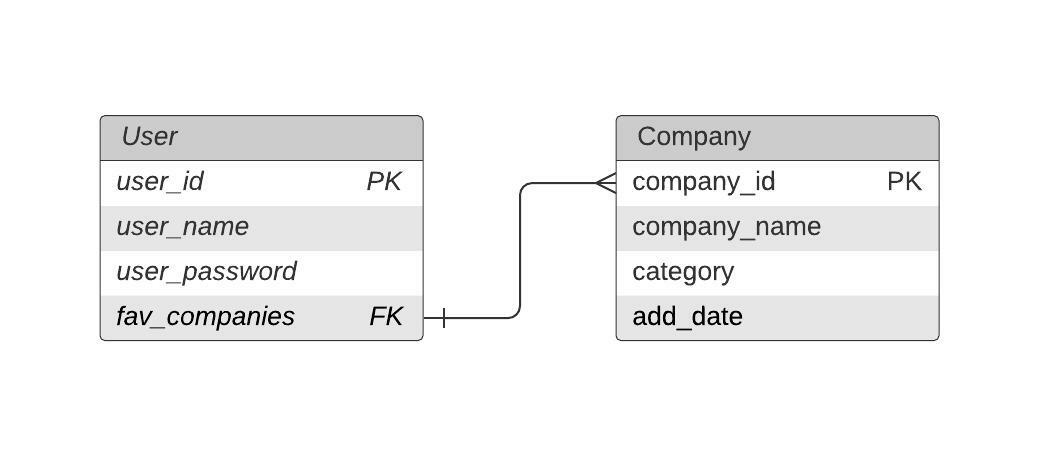 User
user_id PK
user_name
user_password
fav_companies FK
Company
company_id PK
company_name
category
add_date